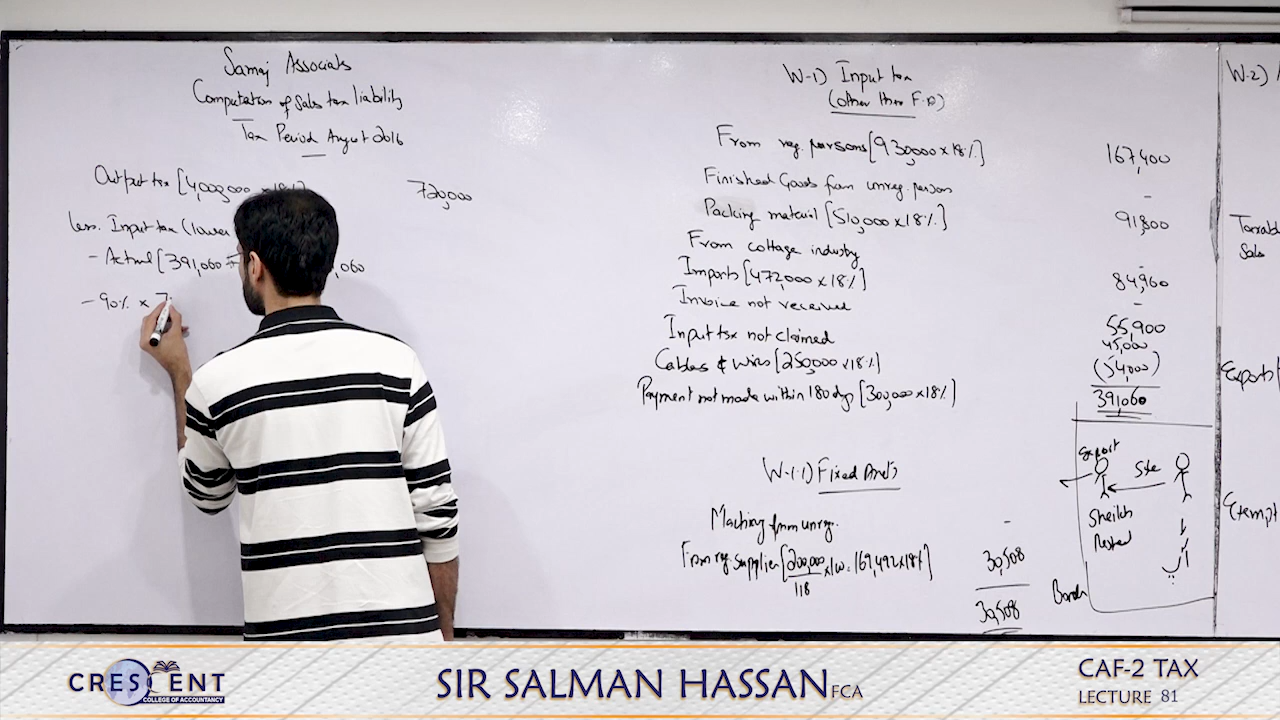 Samaj Associates
Computation of Sales tax liability
Tax Period August 2016
Output tax [4,000,000 x 18%] 720,000
Less: Input tax (lower
- Actual [391,060 ,060
- 90% x 7
W-1) Input tax
(other than F.A)
From reg. persons [930,000 x 18%] 167,400
Finished Goods from unreg. person -
Packing material [510,000 x 18%] 91,800
From cottage industry -
Imports [472,000 x 18%] 84,960
Invoice not received -
Input tax not claimed 55,900
Cables & wires [250,000 x 18%] 45,000
Payment not made within 180 days [300,000 x 18%] (54,000)
391,060
W-1.1) Fixed Assets
Machinery from unreg. -
From reg. supplier [200,000/118 x 100 = 169,492 x 18%] 30,508
30,508
Export
Sale
Sheikh
آپ
W-2)
Taxable
Sales
Exports
Exempt
CRESCENT
COLLEGE OF ACCOUNTANCY
SIR SALMAN HASSAN FCA
CAF-2 TAX
LECTURE 81